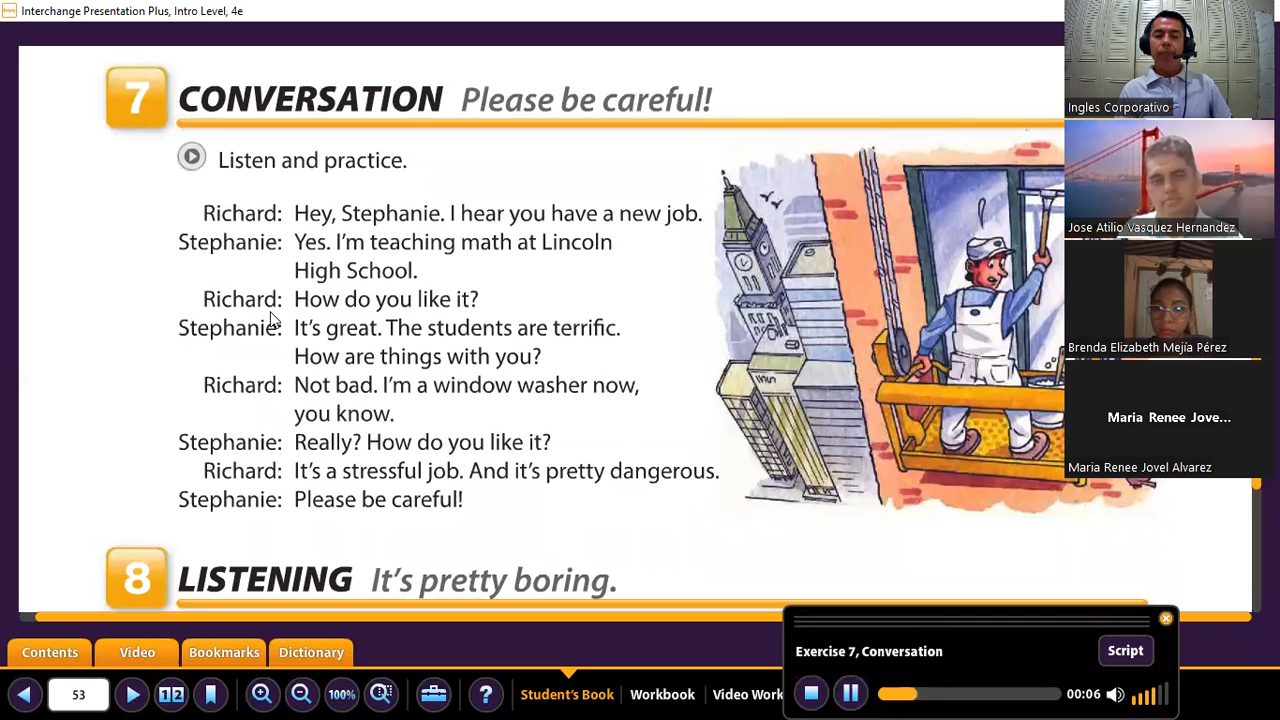 Interchange Presentation Plus, Intro Level, 4e
7 CONVERSATION Please be careful!
Listen and practice.
Richard: Hey, Stephanie. I hear you have a new job.
Stephanie: Yes. I'm teaching math at Lincoln
High School.
Richard: How do you like it?
Stephanie: It's great. The students are terrific.
How are things with you?
Richard: Not bad. I'm a window washer now,
you know.
Stephanie: Really? How do you like it?
Richard: It's a stressful job. And it's pretty dangerous.
Stephanie: Please be careful!
8 LISTENING It's pretty boring.
Ingles Corporativo
Jose Atilio Vasquez Hernandez
Brenda Elizabeth Mejía Pérez
Maria Renee Jove...
Maria Renee Jovel Alvarez
Contents Video Bookmarks Dictionary
Exercise 7, Conversation Script
00:06
53 1 2 100% ? Student's Book Workbook Video Work